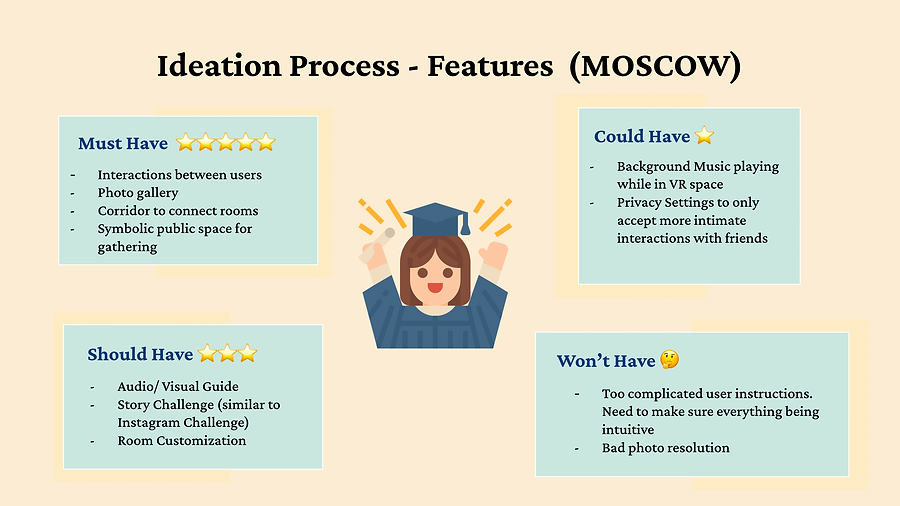 Ideation Process - Features (MOSCOW)
Must Have ⭐⭐⭐⭐⭐
- Interactions between users
- Photo gallery
- Corridor to connect rooms
- Symbolic public space for
gathering
Could Have ⭐
- Background Music playing
while in VR space
- Privacy Settings to only
accept more intimate
interactions with friends
Should Have ⭐⭐⭐
- Audio/ Visual Guide
- Story Challenge (similar to
Instagram Challenge)
- Room Customization
Won’t Have 🤔
- Too complicated user instructions.
Need to make sure everything being
intuitive
- Bad photo resolution